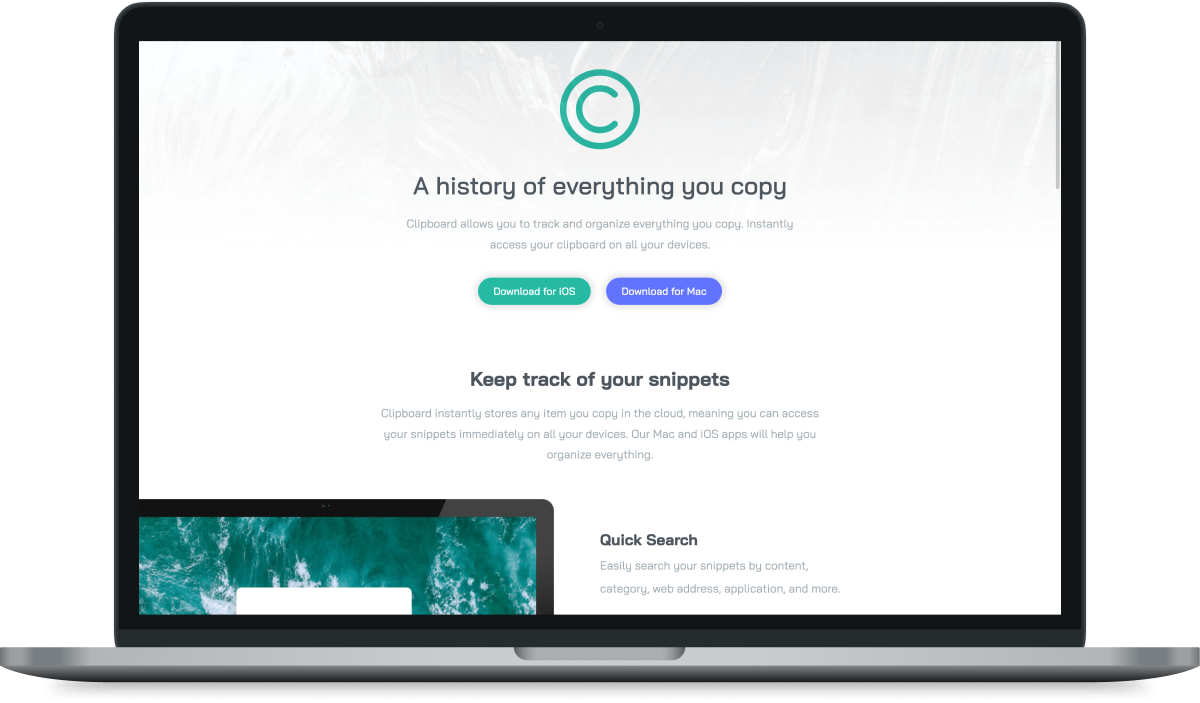 A history of everything you copy
Clipboard allows you to track and organize everything you copy. instantly
access your clipboard on all your devices.
Download for iOS
Download for Mac
Keep track of your snippets
Clipboard instantly stores any item you copy in the cloud, meaning you can access
your snippets immediately on all your devices. Our Mac and iOS apps will help you
organize everything.
Quick Search
Easily search your snippets by content,
category, web address, application, and more.